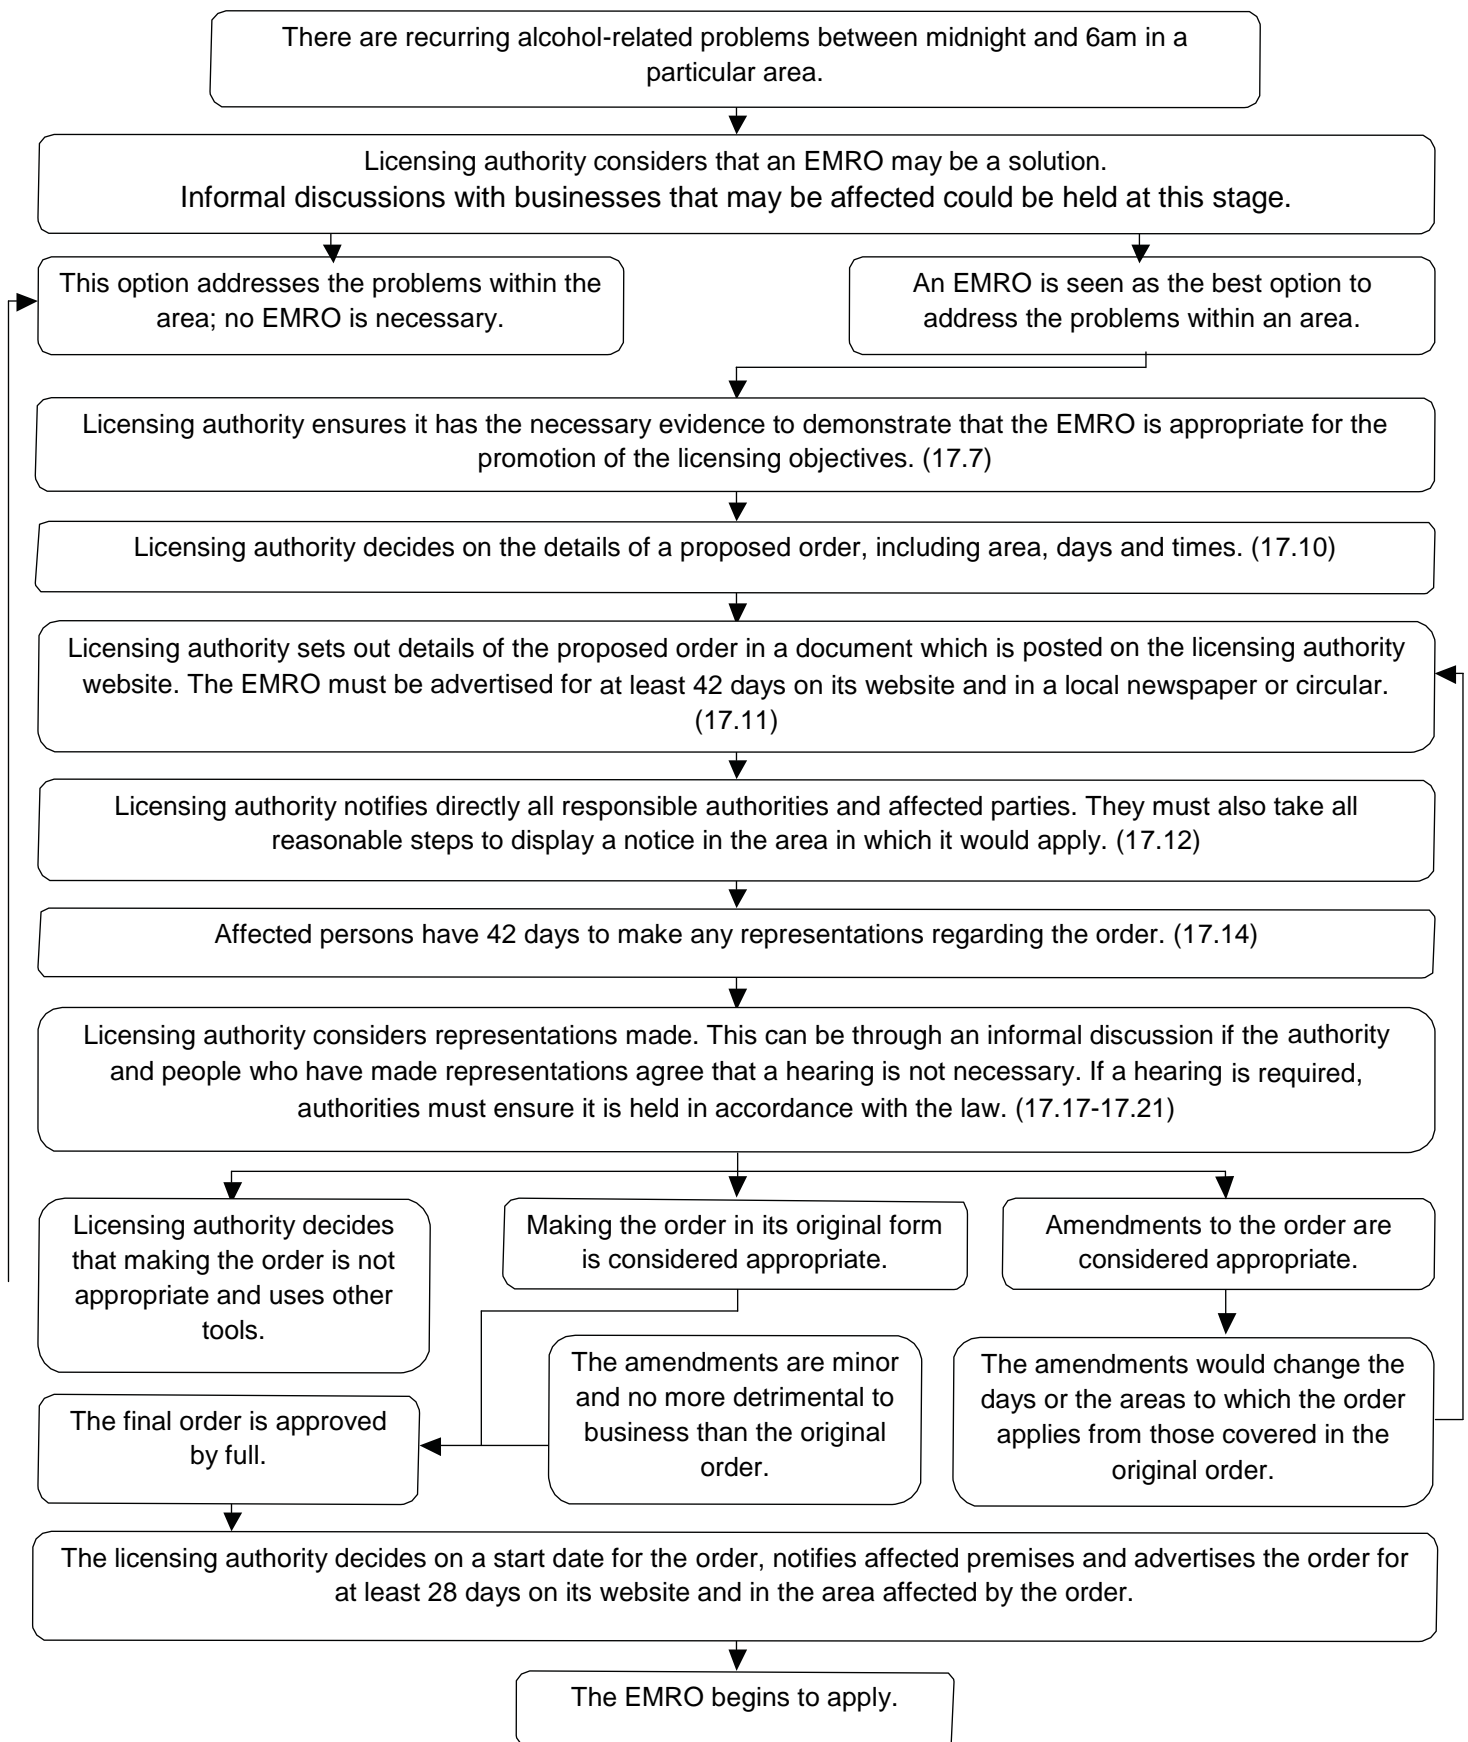 There are recurring alcohol-related problems between midnight and 6am in a
particular area.
Licensing authority considers that an EMRO may be a solution.
Informal discussions with businesses that may be affected could be held at this stage.
This option addresses the problems within the
area; no EMRO is necessary.
An EMRO is seen as the best option to
address the problems within an area.
Licensing authority ensures it has the necessary evidence to demonstrate that the EMRO is appropriate for the
promotion of the licensing objectives. (17.7)
Licensing authority decides on the details of a proposed order, including area, days and times. (17.10)
Licensing authority sets out details of the proposed order in a document which is posted on the licensing authority
website. The EMRO must be advertised for at least 42 days on its website and in a local newspaper or circular.
(17.11)
Licensing authority notifies directly all responsible authorities and affected parties. They must also take all
reasonable steps to display a notice in the area in which it would apply. (17.12)
Affected persons have 42 days to make any representations regarding the order. (17.14)
Licensing authority considers representations made. This can be through an informal discussion if the authority
and people who have made representations agree that a hearing is not necessary. If a hearing is required,
authorities must ensure it is held in accordance with the law. (17.17-17.21)
Licensing authority decides
that making the order is not
appropriate and uses other
tools.
Making the order in its original form
is considered appropriate.
Amendments to the order are
considered appropriate.
The amendments are minor
and no more detrimental to
business than the original
order.
The amendments would change the
days or the areas to which the order
applies from those covered in the
original order.
The final order is approved
by full.
The licensing authority decides on a start date for the order, notifies affected premises and advertises the order for
at least 28 days on its website and in the area affected by the order.
The EMRO begins to apply.